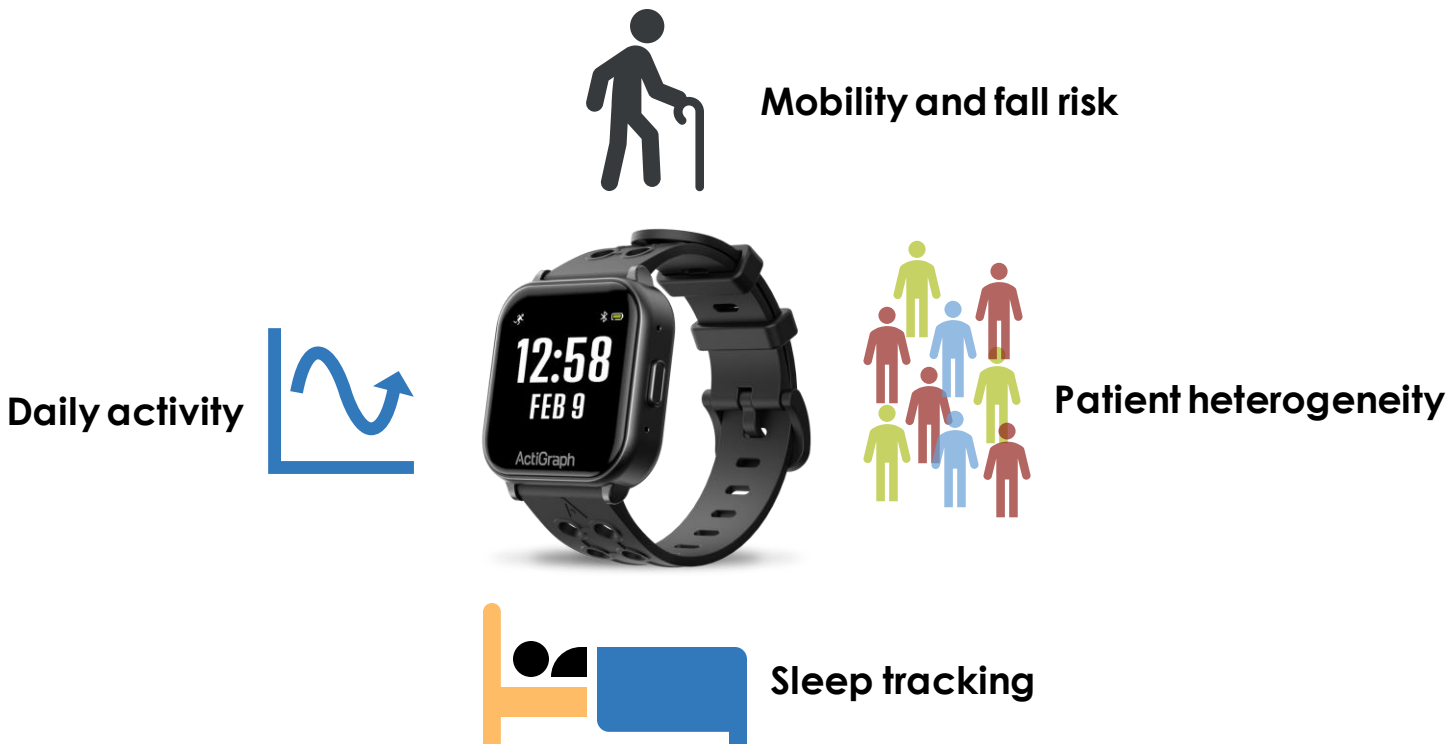 Mobility and fall risk
12:58
FEB 9
ActiGraph
Daily activity
Patient heterogeneity
Sleep tracking